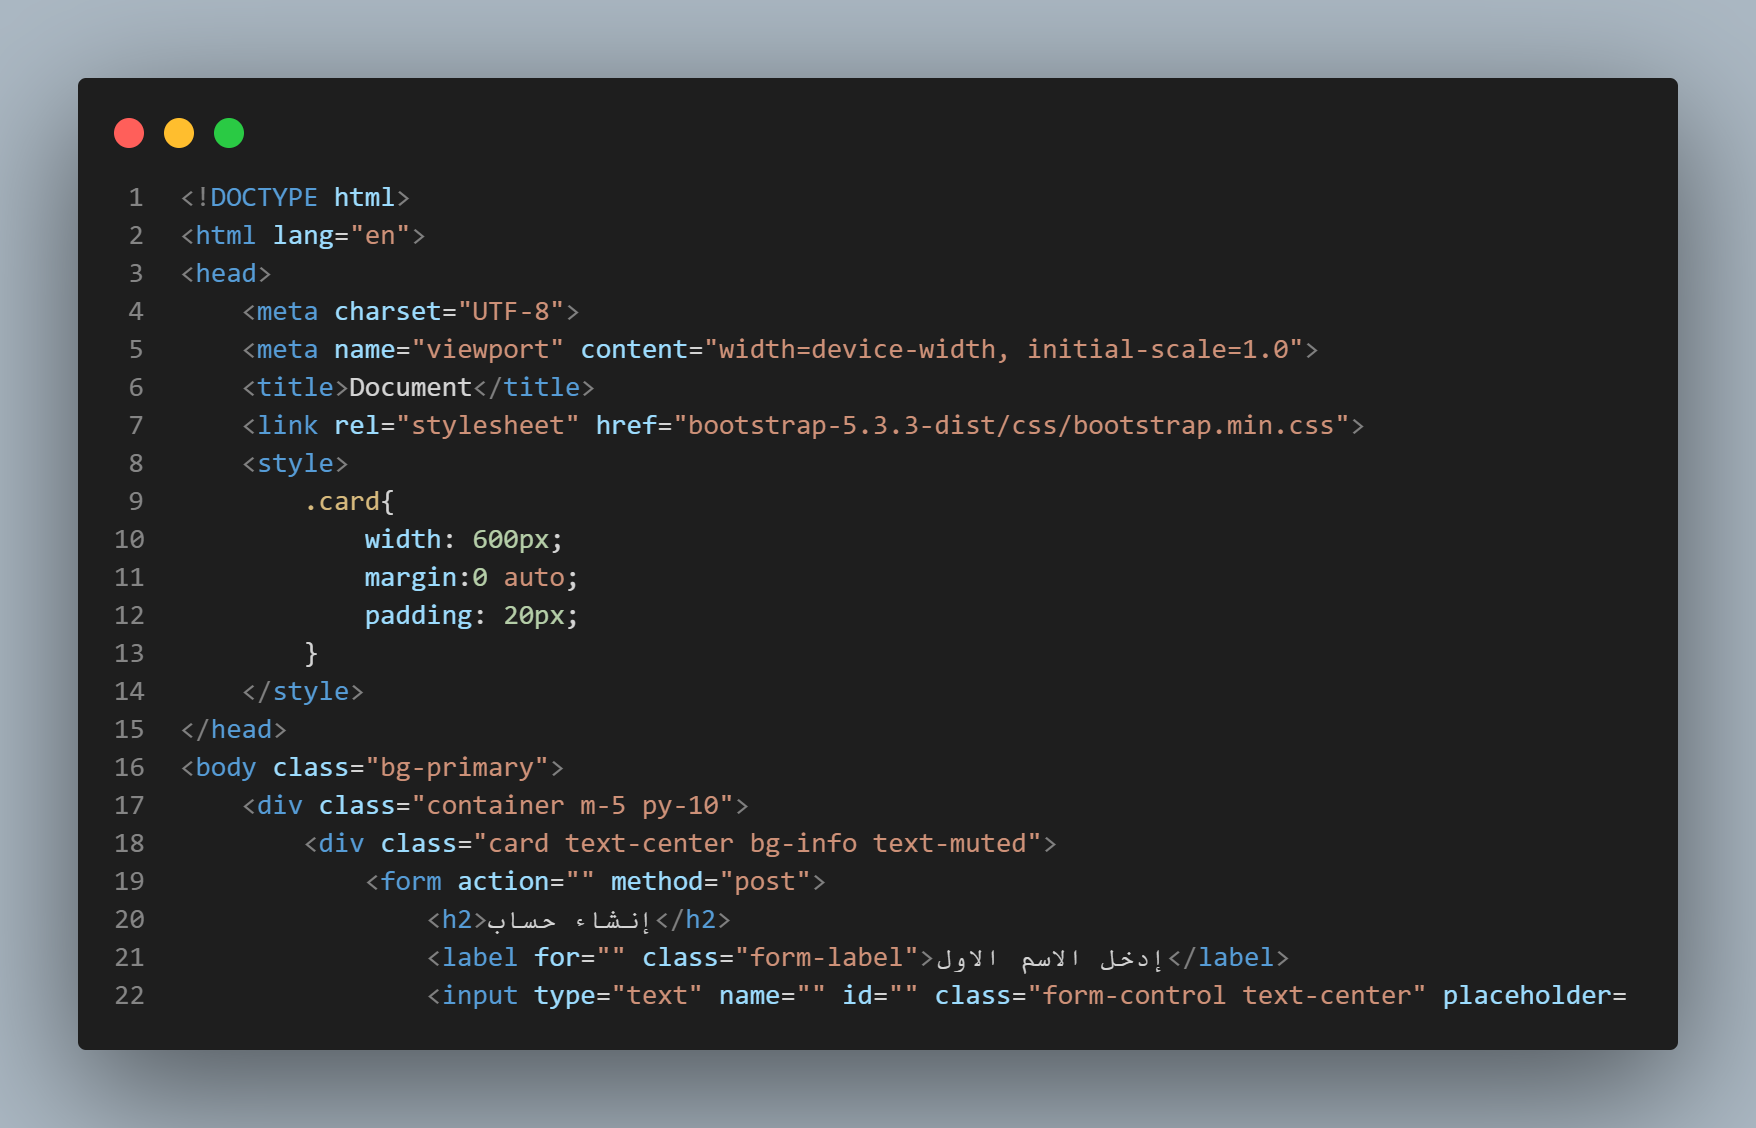 1 <!DOCTYPE html>
2 <html lang="en">
3 <head>
4     <meta charset="UTF-8">
5     <meta name="viewport" content="width=device-width, initial-scale=1.0">
6     <title>Document</title>
7     <link rel="stylesheet" href="bootstrap-5.3.3-dist/css/bootstrap.min.css">
8     <style>
9         .card{
10             width: 600px;
11             margin:0 auto;
12             padding: 20px;
13         }
14     </style>
15 </head>
16 <body class="bg-primary">
17     <div class="container m-5 py-10">
18         <div class="card text-center bg-info text-muted">
19             <form action="" method="post">
20                 <h2>إنشاء حساب</h2>
21                 <label for="" class="form-label">إدخل الاسم الاول</label>
22                 <input type="text" name="" id="" class="form-control text-center" placeholder=